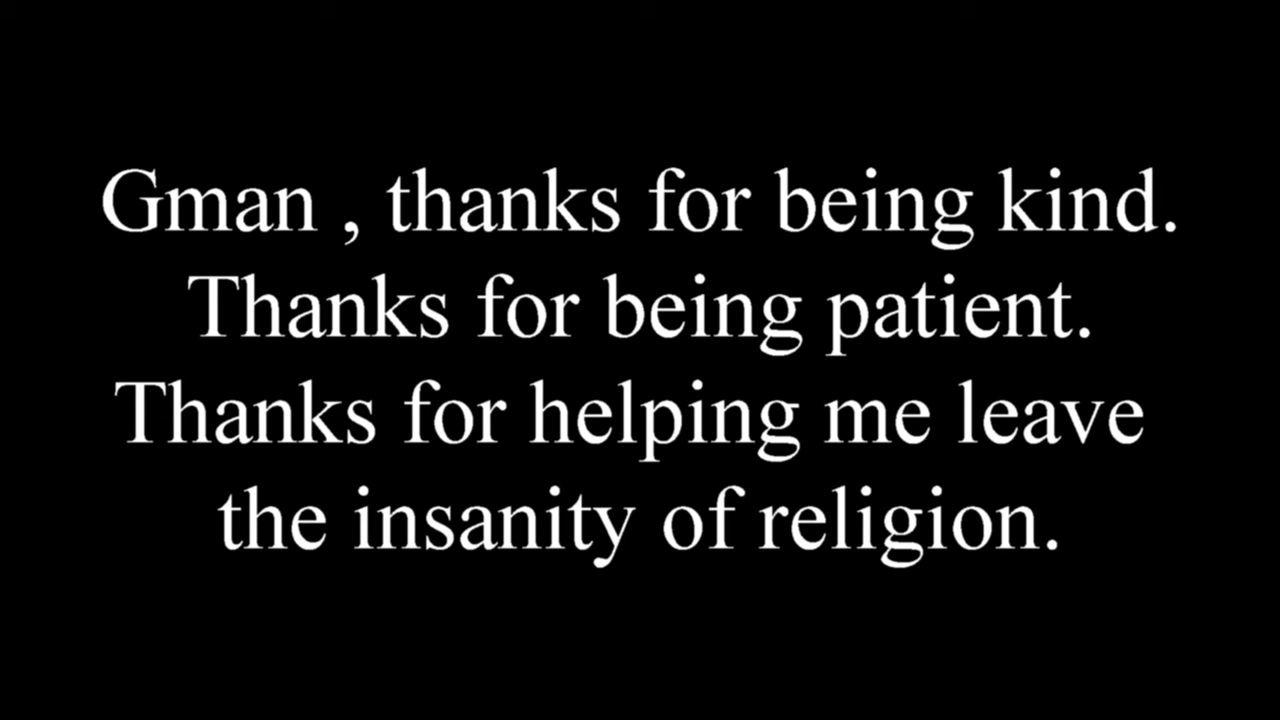 Gman , thanks for being kind.
Thanks for being patient.
Thanks for helping me leave
the insanity of religion.